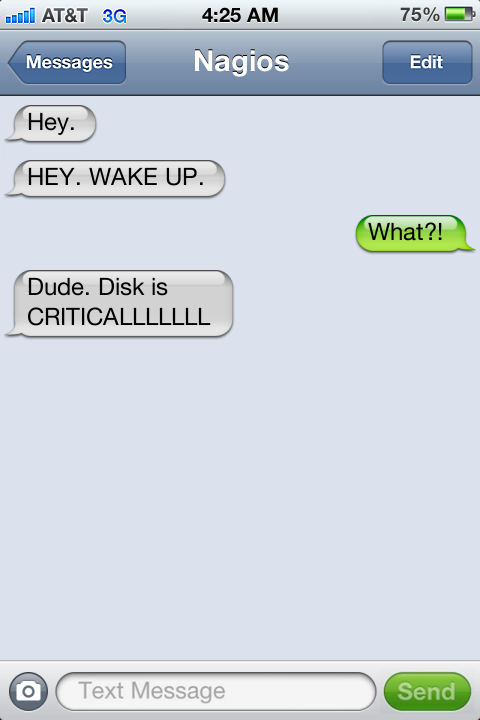 AT&T 3G 4:25 AM 75%
Messages Nagios Edit
Hey.
HEY. WAKE UP.
What?!
Dude. Disk is
CRITICALLLLLLL
Text Message Send